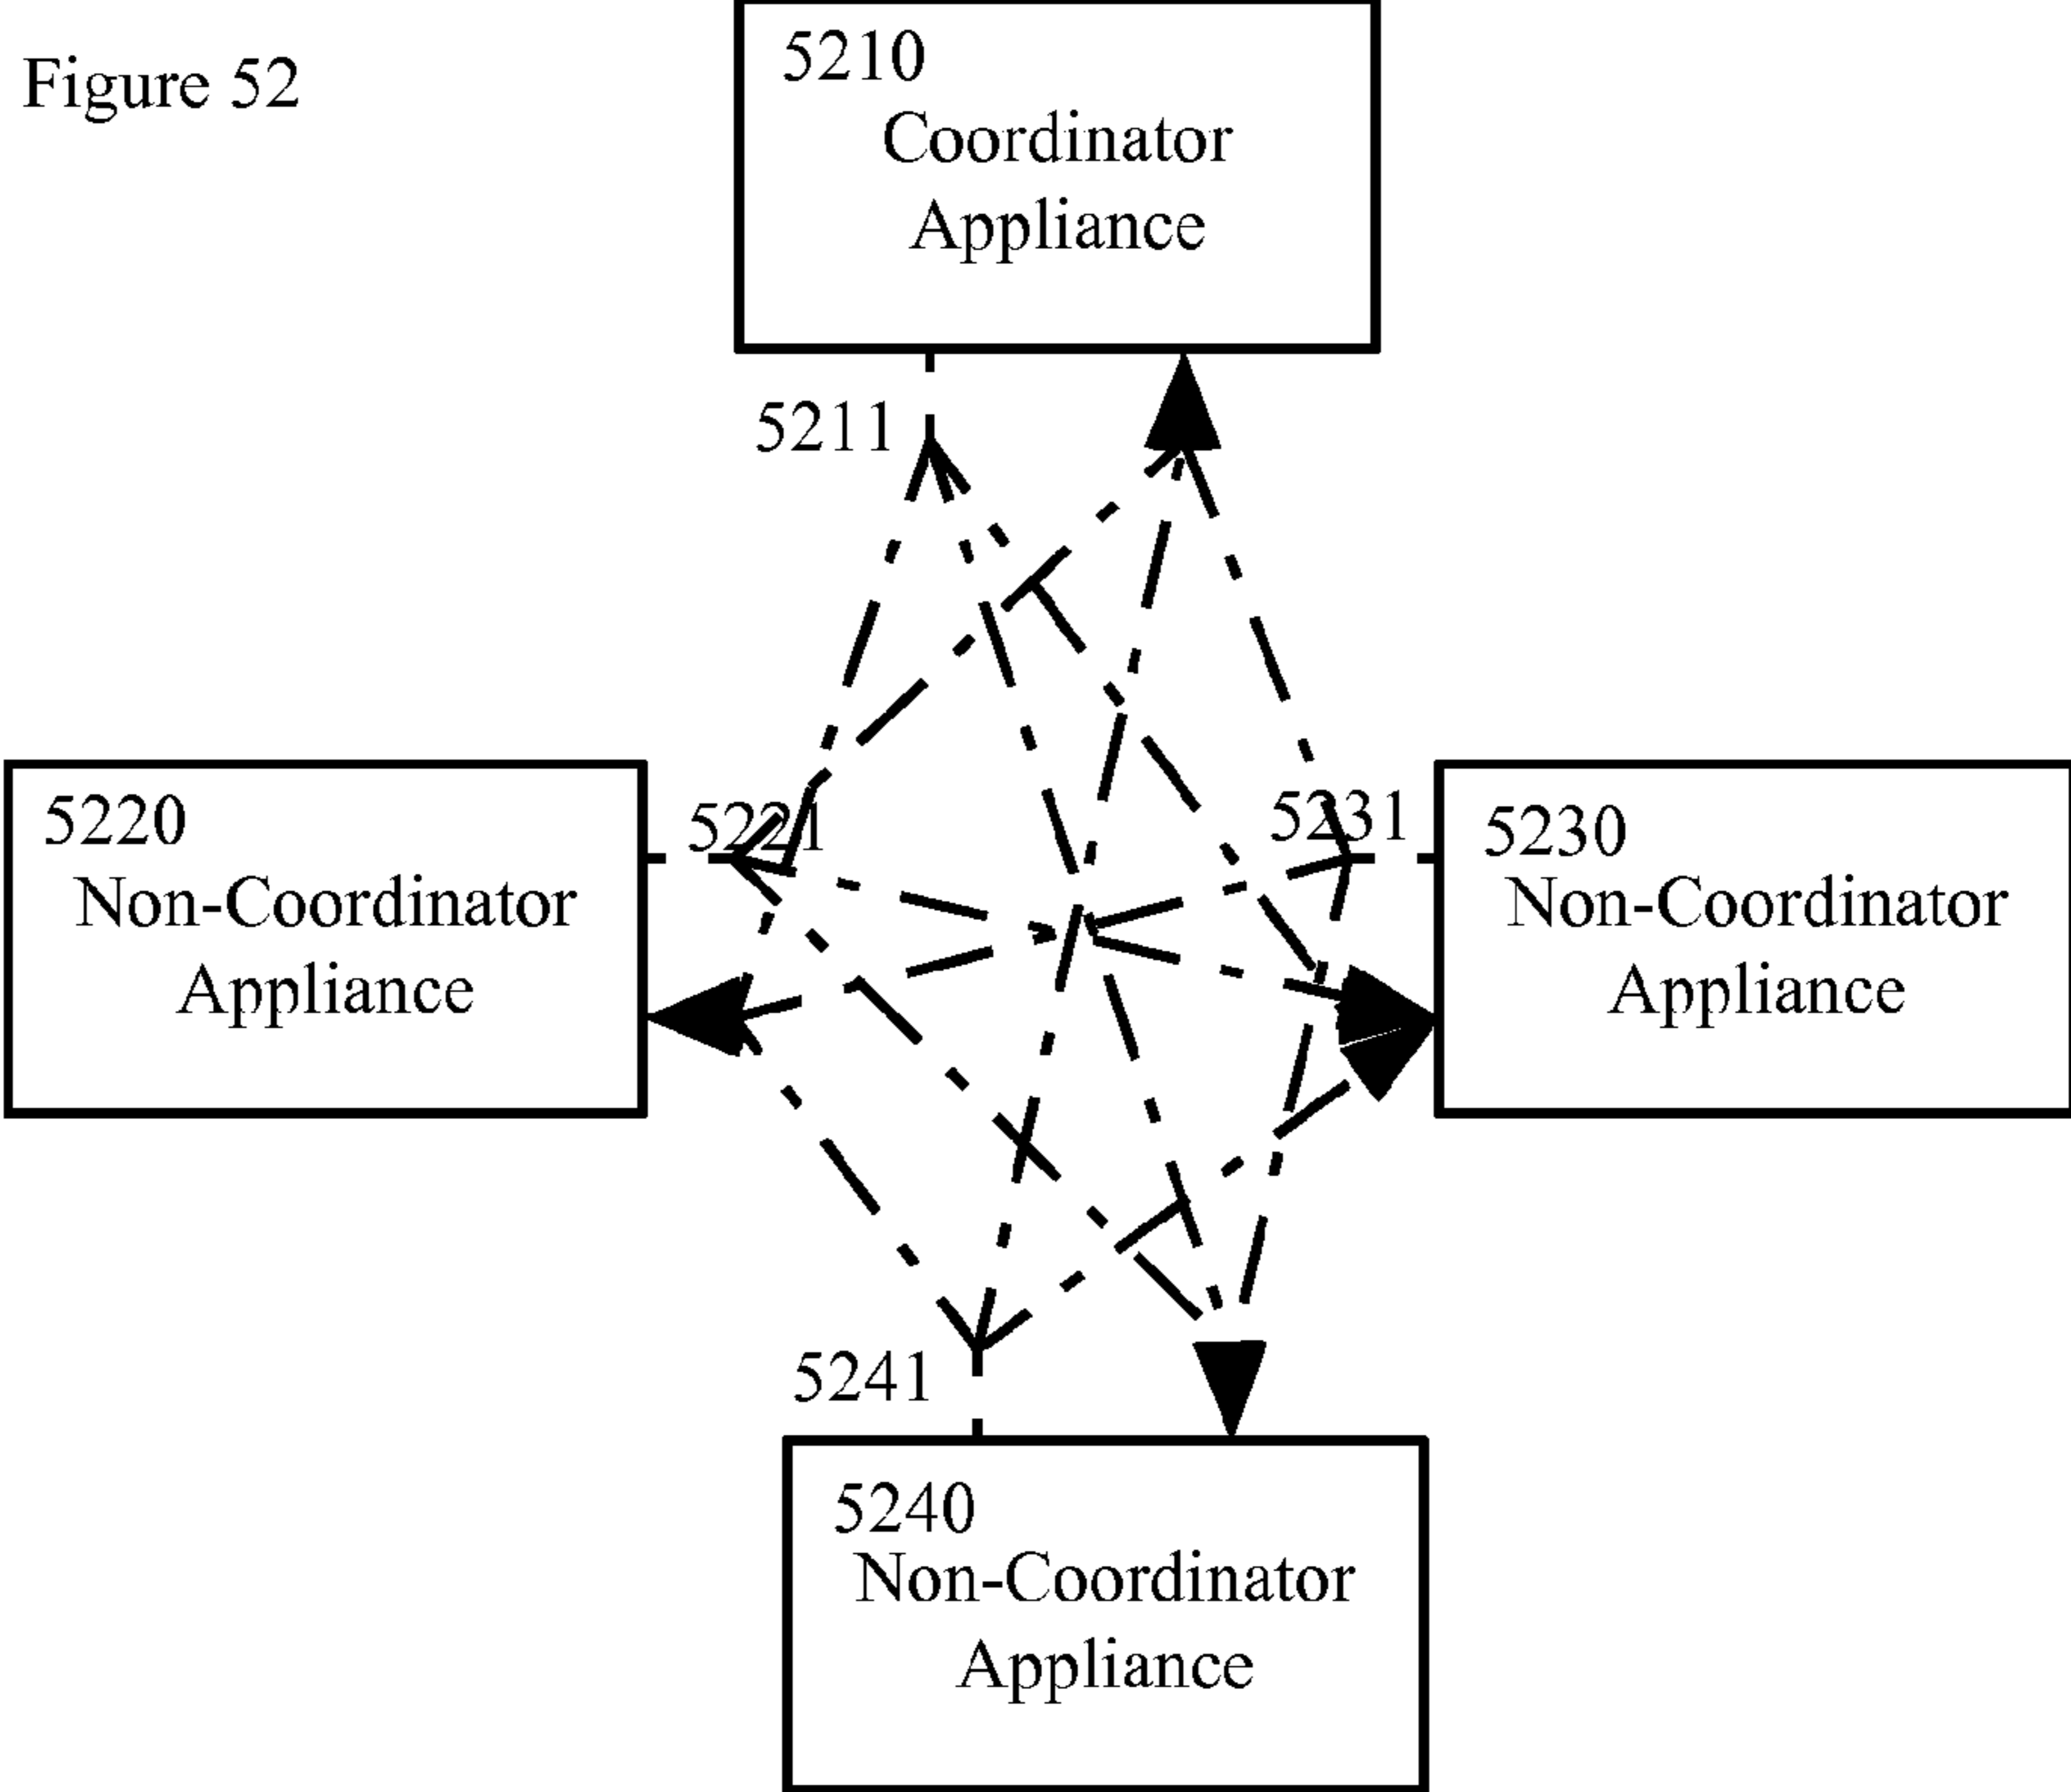 Figure 52
5210
Coordinator
Appliance
5211
5220
Non-Coordinator
Appliance
5221
5231
5230
Non-Coordinator
Appliance
5241
5240
Non-Coordinator
Appliance